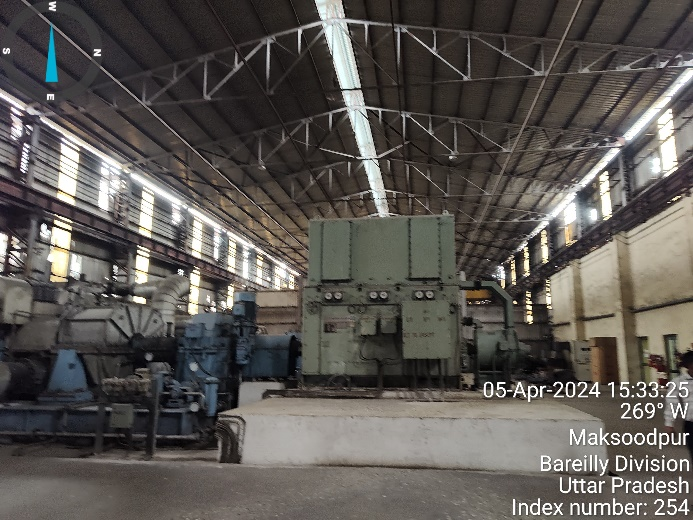 W
N
S
E
05-Apr-2024 15:33:25
269° W
Maksoodpur
Bareilly Division
Uttar Pradesh
Index number: 254